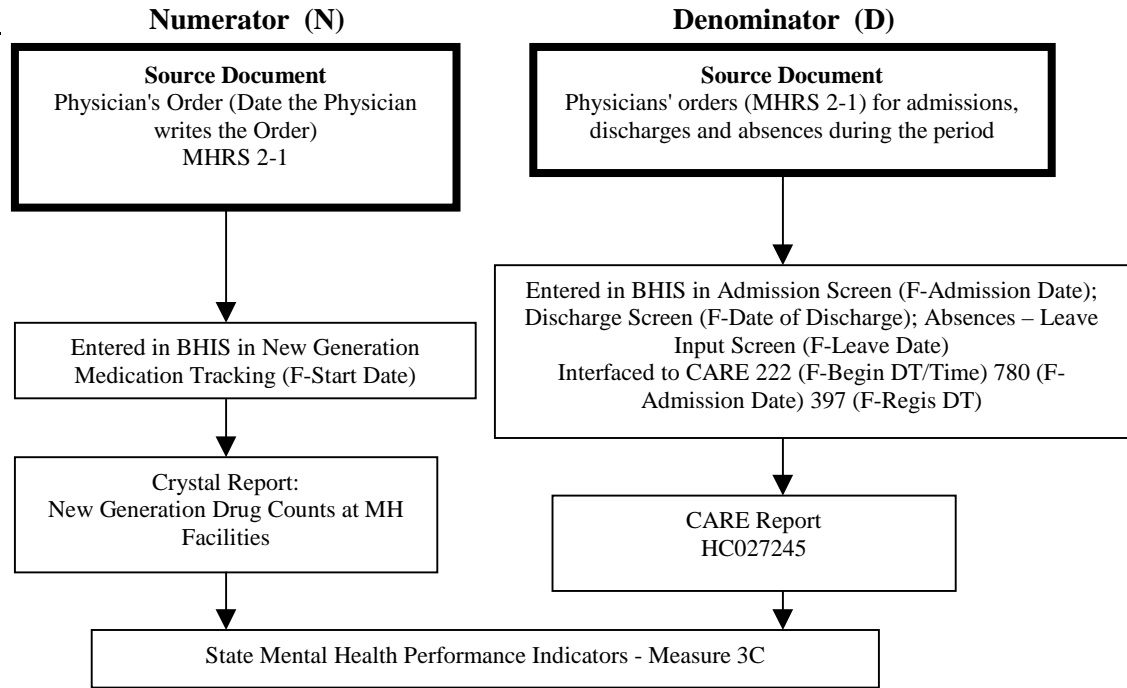 Numerator (N)
Source Document
Physician's Order (Date the Physician
writes the Order)
MHRS 2-1
Entered in BHIS in New Generation
Medication Tracking (F-Start Date)
Crystal Report:
New Generation Drug Counts at MH
Facilities
Denominator (D)
Source Document
Physicians' orders (MHRS 2-1) for admissions,
discharges and absences during the period
Entered in BHIS in Admission Screen (F-Admission Date);
Discharge Screen (F-Date of Discharge); Absences – Leave
Input Screen (F-Leave Date)
Interfaced to CARE 222 (F-Begin DT/Time) 780 (F-
Admission Date) 397 (F-Regis DT)
CARE Report
HC027245
State Mental Health Performance Indicators - Measure 3C